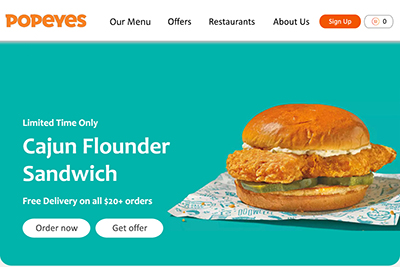 POPEYES
Our Menu Offers Restaurants About Us Sign Up 0
Limited Time Only
Cajun Flounder
Sandwich
Free Delivery on all $20+ orders
Order now Get offer